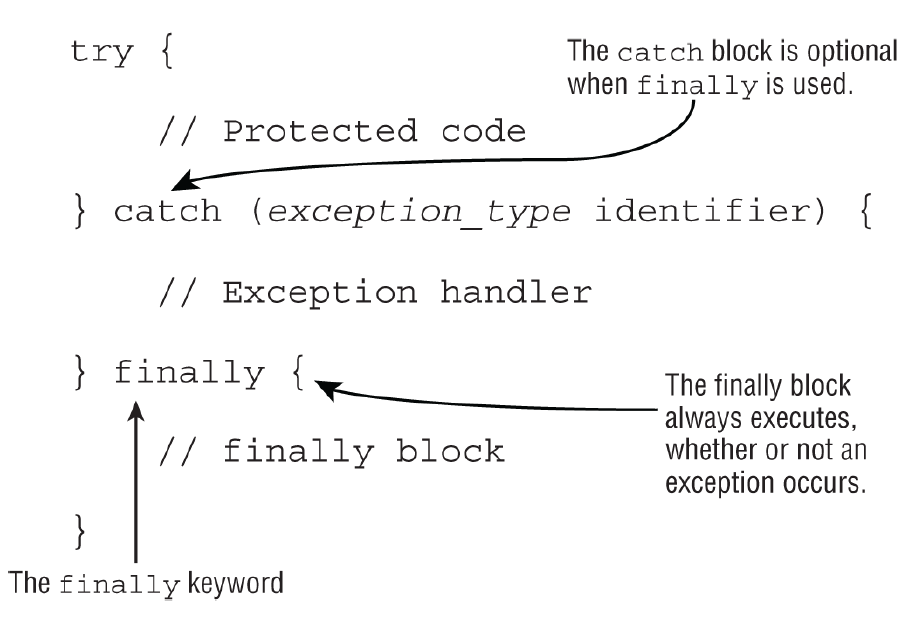 try {
The catch block is optional
when finally is used.
// Protected code
} catch (exception_type identifier) {
// Exception handler
} finally {
The finally block
always executes,
whether or not an
exception occurs.
// finally block
}
The finally keyword